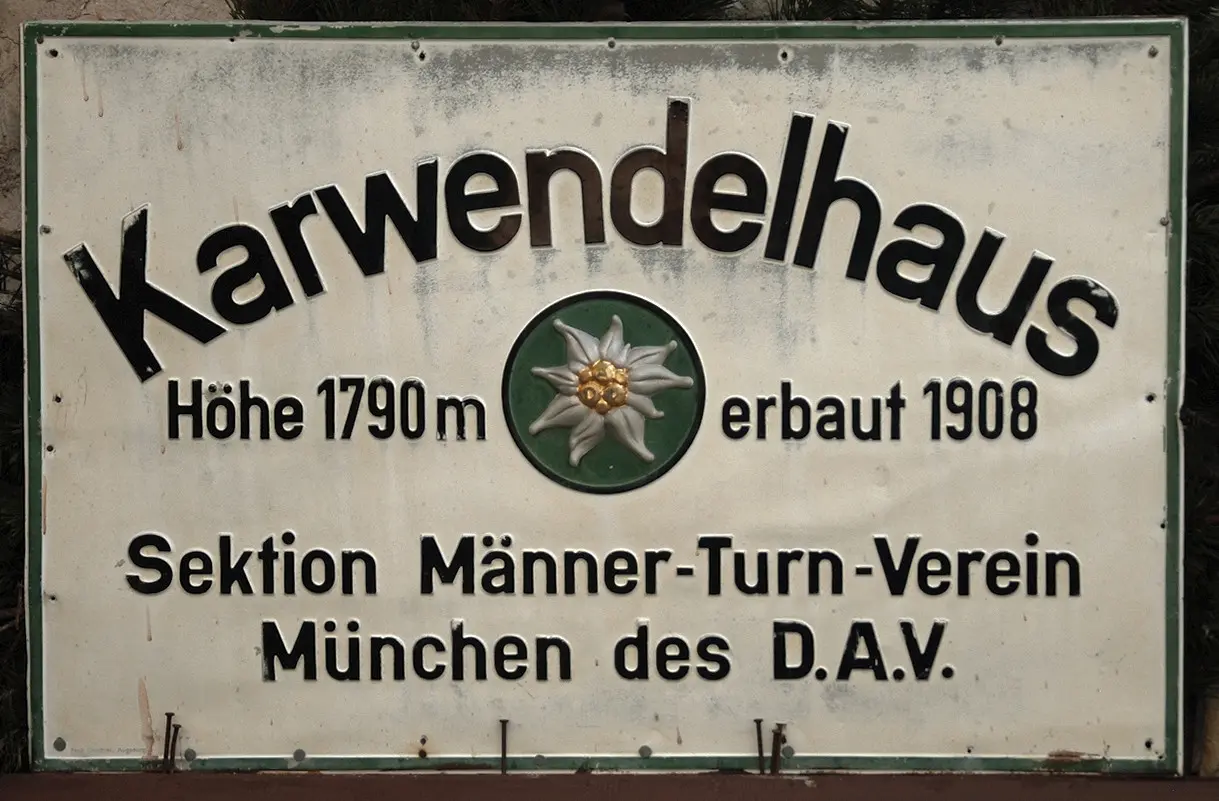 Karwendelhaus
Höhe 1790 m erbaut 1908
Sektion Männer-Turn-Verein
München des D.A.V.